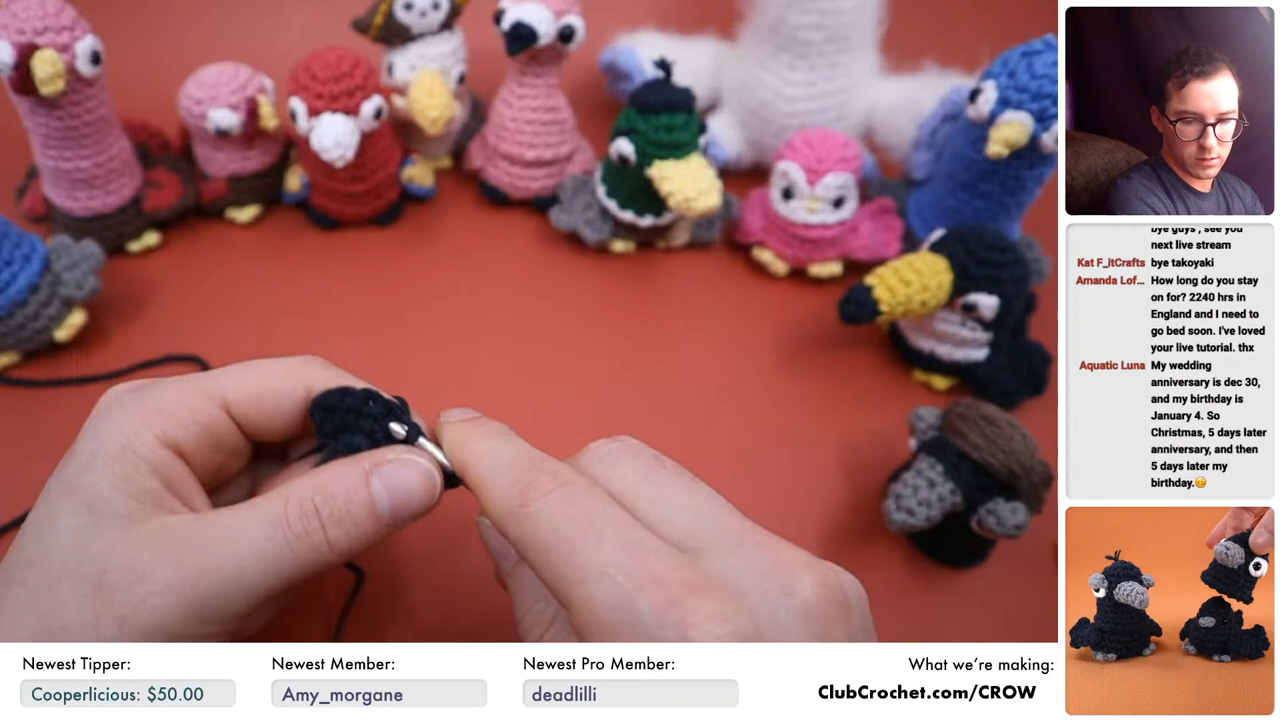 bye guys , see you
next live stream
Kat F_itCrafts bye takoyaki
Amanda Lof... How long do you stay
on for? 2240 hrs in
England and I need to
go bed soon. I've loved
your live tutorial. thx
Aquatic Luna My wedding
anniversary is dec 30,
and my birthday is
January 4. So
Christmas, 5 days later
anniversary, and then
5 days later my
birthday.😊
Newest Tipper: Newest Member: Newest Pro Member: What we're making:
Cooperlicious: $50.00 Amy_morgane deadlilli ClubCrochet.com/CROW